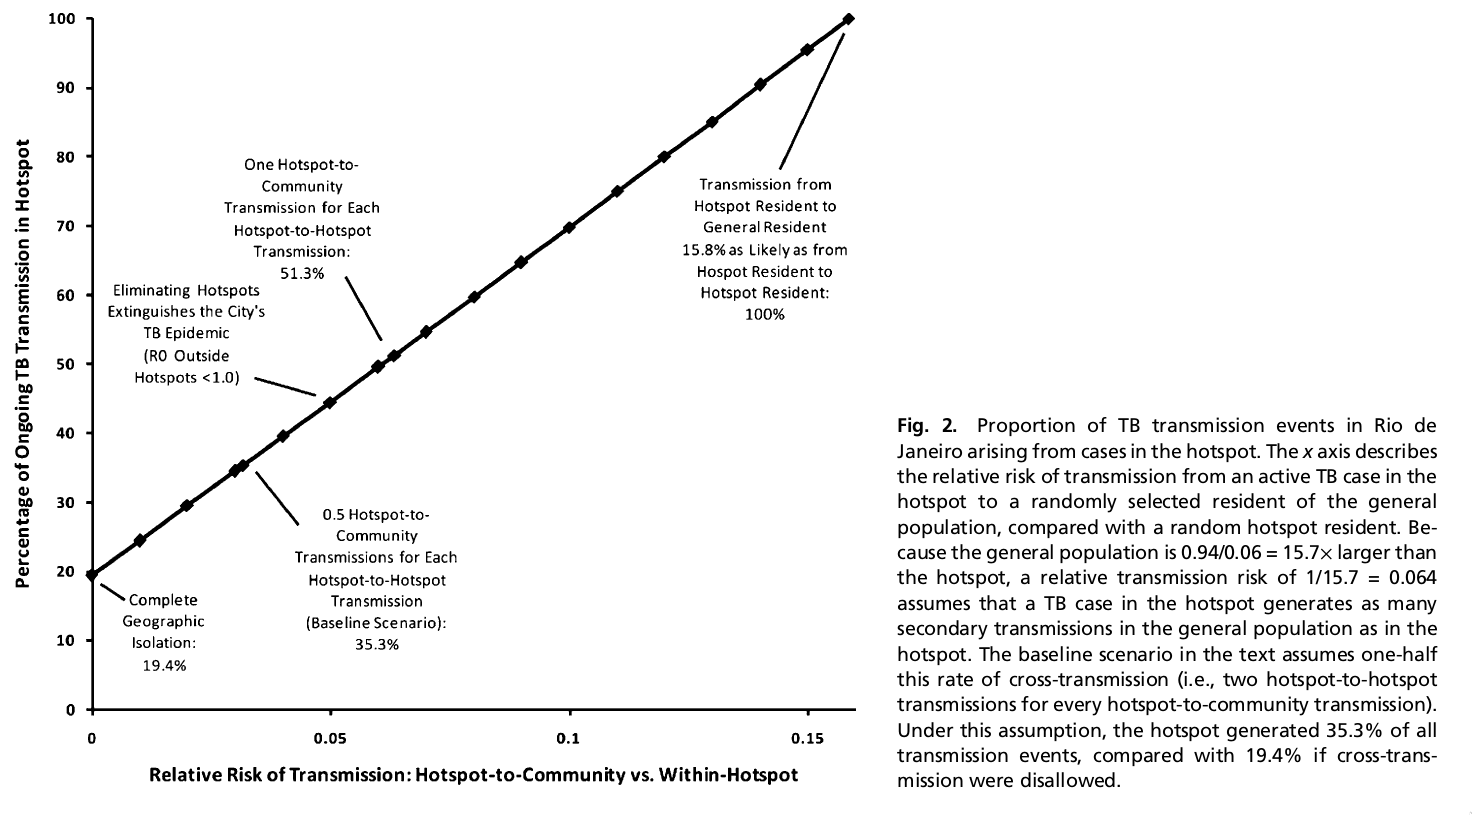 100
90
80
70
60
50
40
30
20
10
0
Percentage of Ongoing TB Transmission in Hotspot
One Hotspot-to-
Community
Transmission for Each
Hotspot-to-Hotspot
Transmission:
51.3%
Eliminating Hotspots
Extinguishes the City's
TB Epidemic
(R0 Outside
Hotspots <1.0)
Transmission from
Hotspot Resident to
General Resident
15.8% as Likely as from
Hospot Resident to
Hotspot Resident:
100%
0.5 Hotspot-to-
Community
Transmissions for Each
Hotspot-to-Hotspot
Transmission
(Baseline Scenario):
35.3%
Complete
Geographic
Isolation:
19.4%
0
0.05
0.1
0.15
Relative Risk of Transmission: Hotspot-to-Community vs. Within-Hotspot
Fig. 2. Proportion of TB transmission events in Rio de
Janeiro arising from cases in the hotspot. The x axis describes
the relative risk of transmission from an active TB case in the
hotspot to a randomly selected resident of the general
population, compared with a random hotspot resident. Be-
cause the general population is 0.94/0.06 = 15.7× larger than
the hotspot, a relative transmission risk of 1/15.7 = 0.064
assumes that a TB case in the hotspot generates as many
secondary transmissions in the general population as in the
hotspot. The baseline scenario in the text assumes one-half
this rate of cross-transmission (i.e., two hotspot-to-hotspot
transmissions for every hotspot-to-community transmission).
Under this assumption, the hotspot generated 35.3% of all
transmission events, compared with 19.4% if cross-trans-
mission were disallowed.